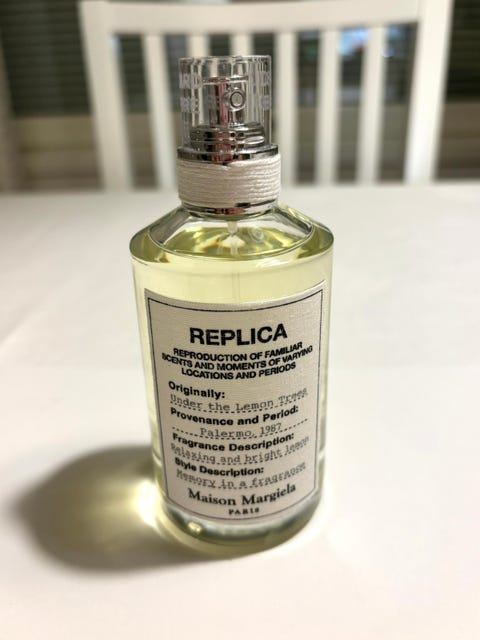 REPLICA
REPRODUCTION OF FAMILIAR
SCENTS AND MOMENTS OF VARYING
LOCATIONS AND PERIODS
Originally:
Under the Lemon Trees
Provenance and Period:
Palermo, 1987
Fragrance Description:
Relaxing and bright lemon
Style Description:
Memory in a fragrance
Maison Margiela
PARIS